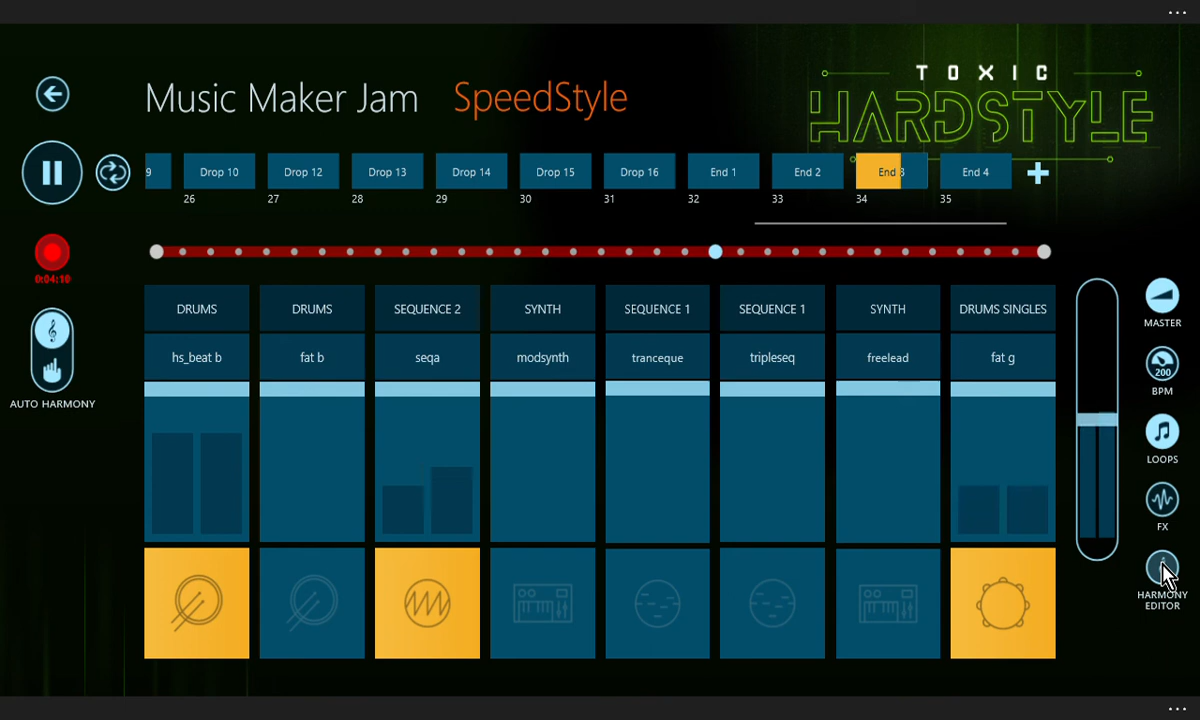 TOXIC
HARDSTYLE
Music Maker Jam SpeedStyle
9 Drop 10 Drop 12 Drop 13 Drop 14 Drop 15 Drop 16 End 1 End 2 End 3 End 4
26 27 28 29 30 31 32 33 34 35
0:04:10
DRUMS DRUMS SEQUENCE 2 SYNTH SEQUENCE 1 SEQUENCE 1 SYNTH DRUMS SINGLES
hs_beat b fat b seqa modsynth tranceque tripleseq freelead fat g
AUTO HARMONY
MASTER
200
BPM
LOOPS
FX
HARMONY
EDITOR